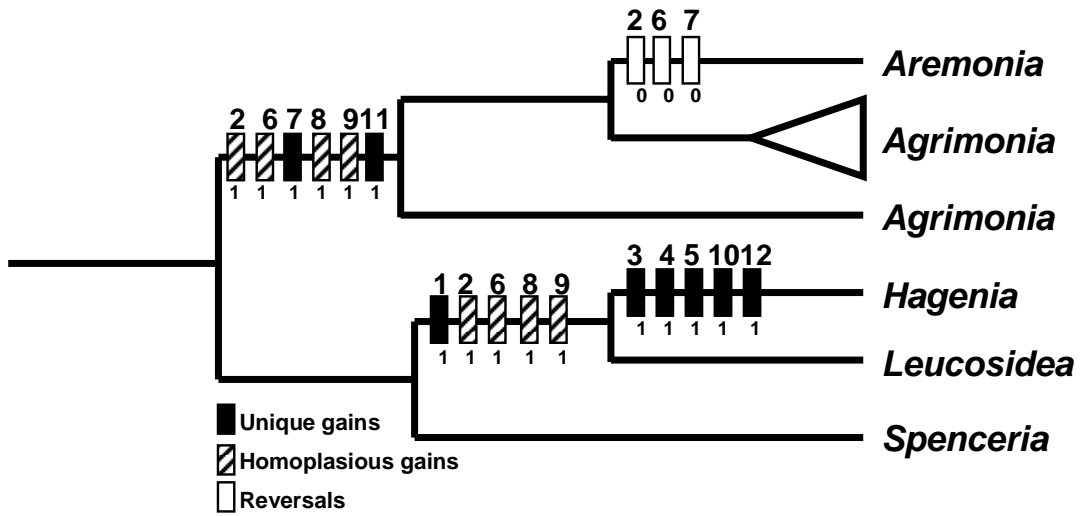 2 6 7
Aremonia
0 0 0
2 6 7 8 9 11
Agrimonia
1 1 1 1 1 1
Agrimonia
3 4 5 10 12
1 2 6 8 9
Hagenia
1 1 1 1 1
1 1 1 1 1
Leucosidea
Unique gains
Spenceria
Homoplasious gains
Reversals